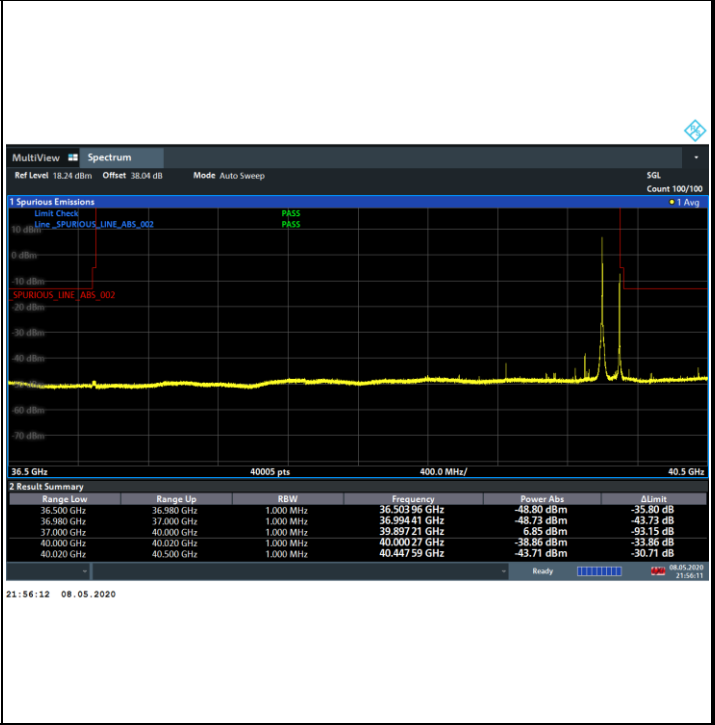 MultiView Spectrum
Ref Level 18.24 dBm Offset 38.04 dB Mode Auto Sweep SGL
Count 100/100
1 Spurious Emissions 1 Avg
Limit Check PASS
10 dBm Line _SPURIOUS_LINE_ABS_002 PASS
0 dBm
-10 dBm
_SPURIOUS_LINE_ABS_002
-20 dBm
-30 dBm
-40 dBm
-60 dBm
-70 dBm
36.5 GHz 40005 pts 400.0 MHz/ 40.5 GHz
2 Result Summary
Range Low Range Up RBW Frequency Power Abs ΔLimit
36.500 GHz 36.980 GHz 1.000 MHz 36.503 96 GHz -48.80 dBm -35.80 dB
36.980 GHz 37.000 GHz 1.000 MHz 36.994 41 GHz -48.73 dBm -43.73 dB
37.000 GHz 40.000 GHz 1.000 MHz 39.897 21 GHz 6.85 dBm -93.15 dB
40.000 GHz 40.020 GHz 1.000 MHz 40.000 27 GHz -38.86 dBm -33.86 dB
40.020 GHz 40.500 GHz 1.000 MHz 40.447 59 GHz -43.71 dBm -30.71 dB
Ready 08.05.2020
21:56:11
21:56:12 08.05.2020